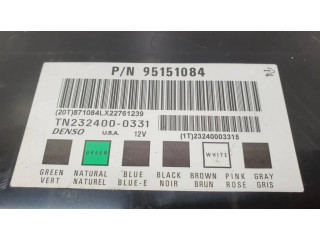 P/N 95151084
(20T)871084LX22761239
TN232400-0331
DENSO U.S.A. 12V
(1T)23240003315
GREEN WHITE
GREEN NATURAL BLUE BLACK BROWN PINK GRAY
VERT NATUREL BLUE-E NOIR BRUN ROSE GRIS